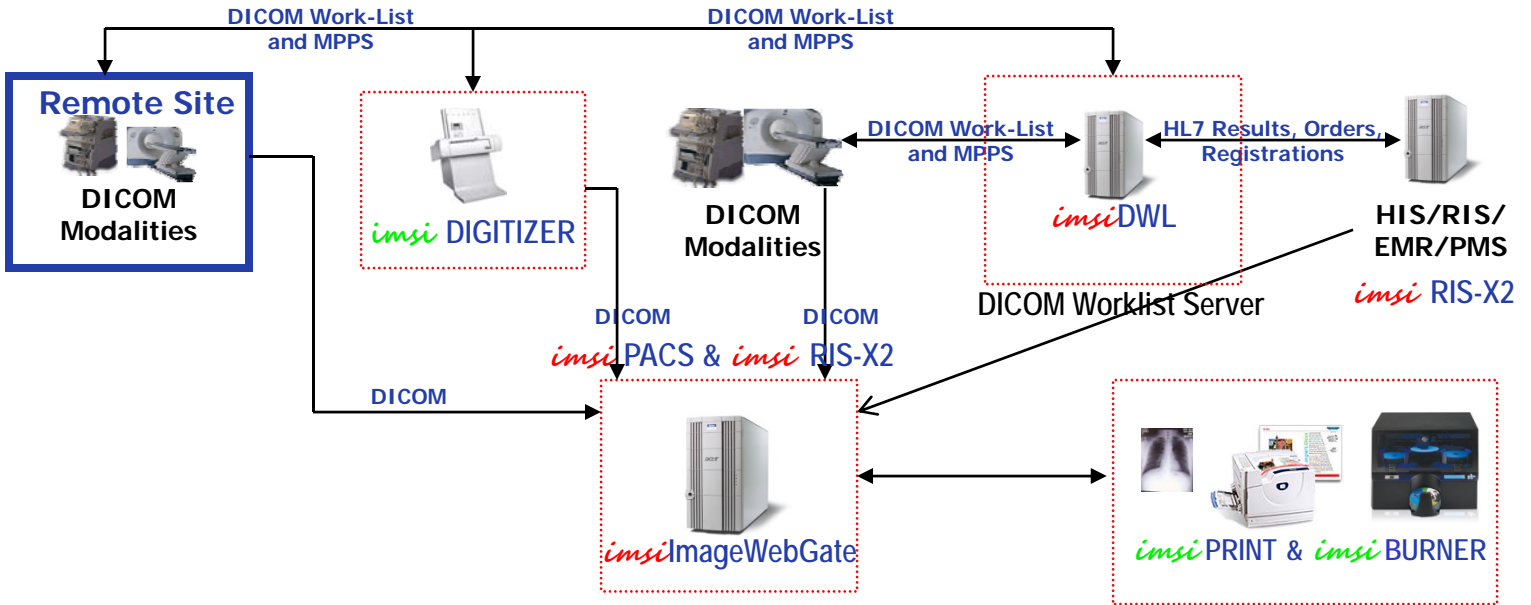 DICOM Work-List
and MPPS
DICOM Work-List
and MPPS
Remote Site
DICOM
Modalities
imsi DIGITIZER
DICOM
Modalities
DICOM Work-List
and MPPS
imsiDWL
DICOM Worklist Server
HL7 Results, Orders,
Registrations
HIS/RIS/
EMR/PMS
imsi RIS-X2
DICOM
DICOM
imsi PACS & imsi RIS-X2
DICOM
imsiImageWebGate
imsi PRINT & imsi BURNER